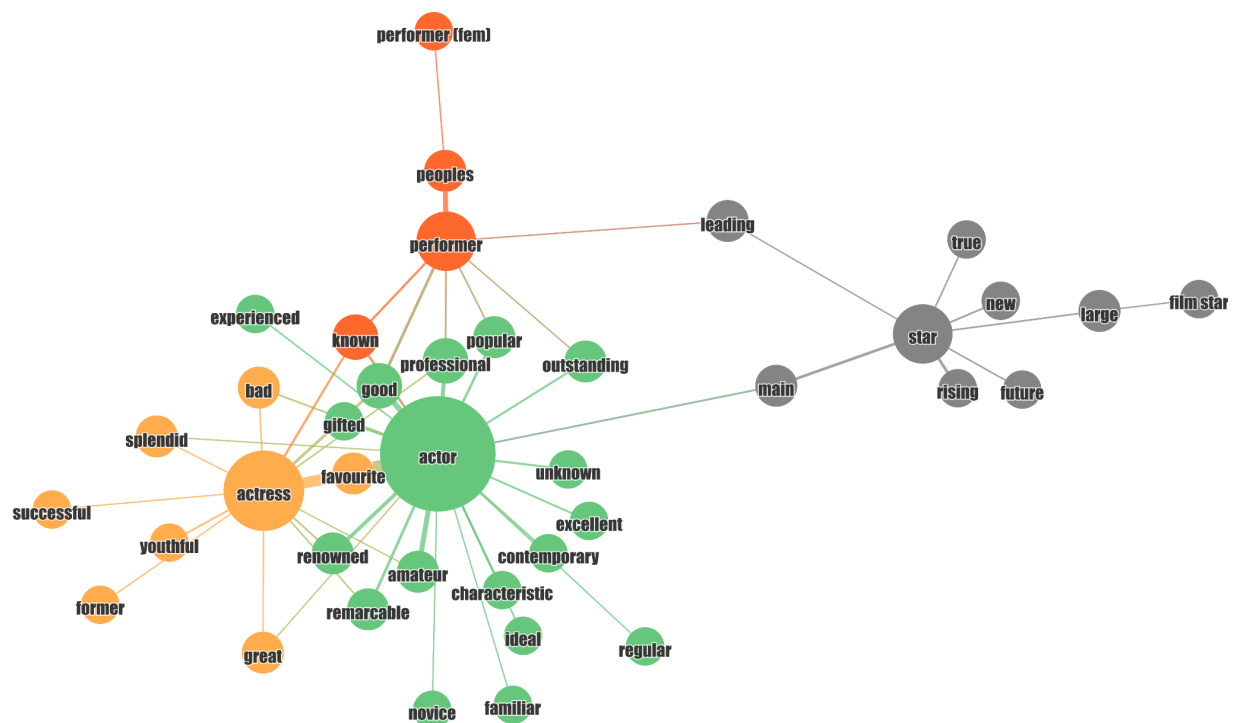 performer (fem)
peoples
leading
performer
true
new
film star
large
experienced
star
known
popular
professional
outstanding
main
rising
future
good
bad
gifted
splendid
actor
favourite
unknown
actress
successful
excellent
youthful
renowned
contemporary
amateur
characteristic
former
remarcable
ideal
great
regular
familiar
novice